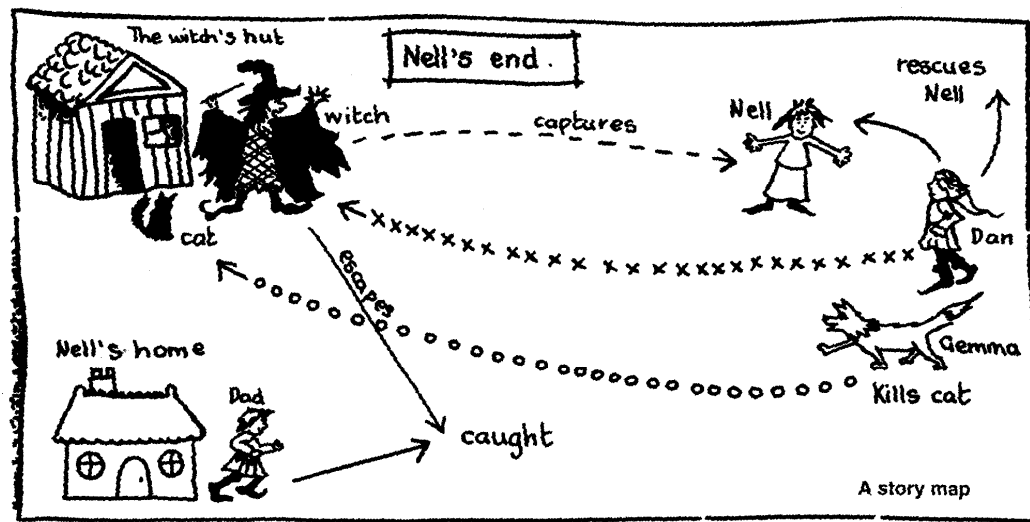 The witch's hut
Nell's end.
rescues
Nell
witch
captures
Nell
cat
Dan
escapes
Gemma
Kills cat
Nell's home
Dad
caught
A story map